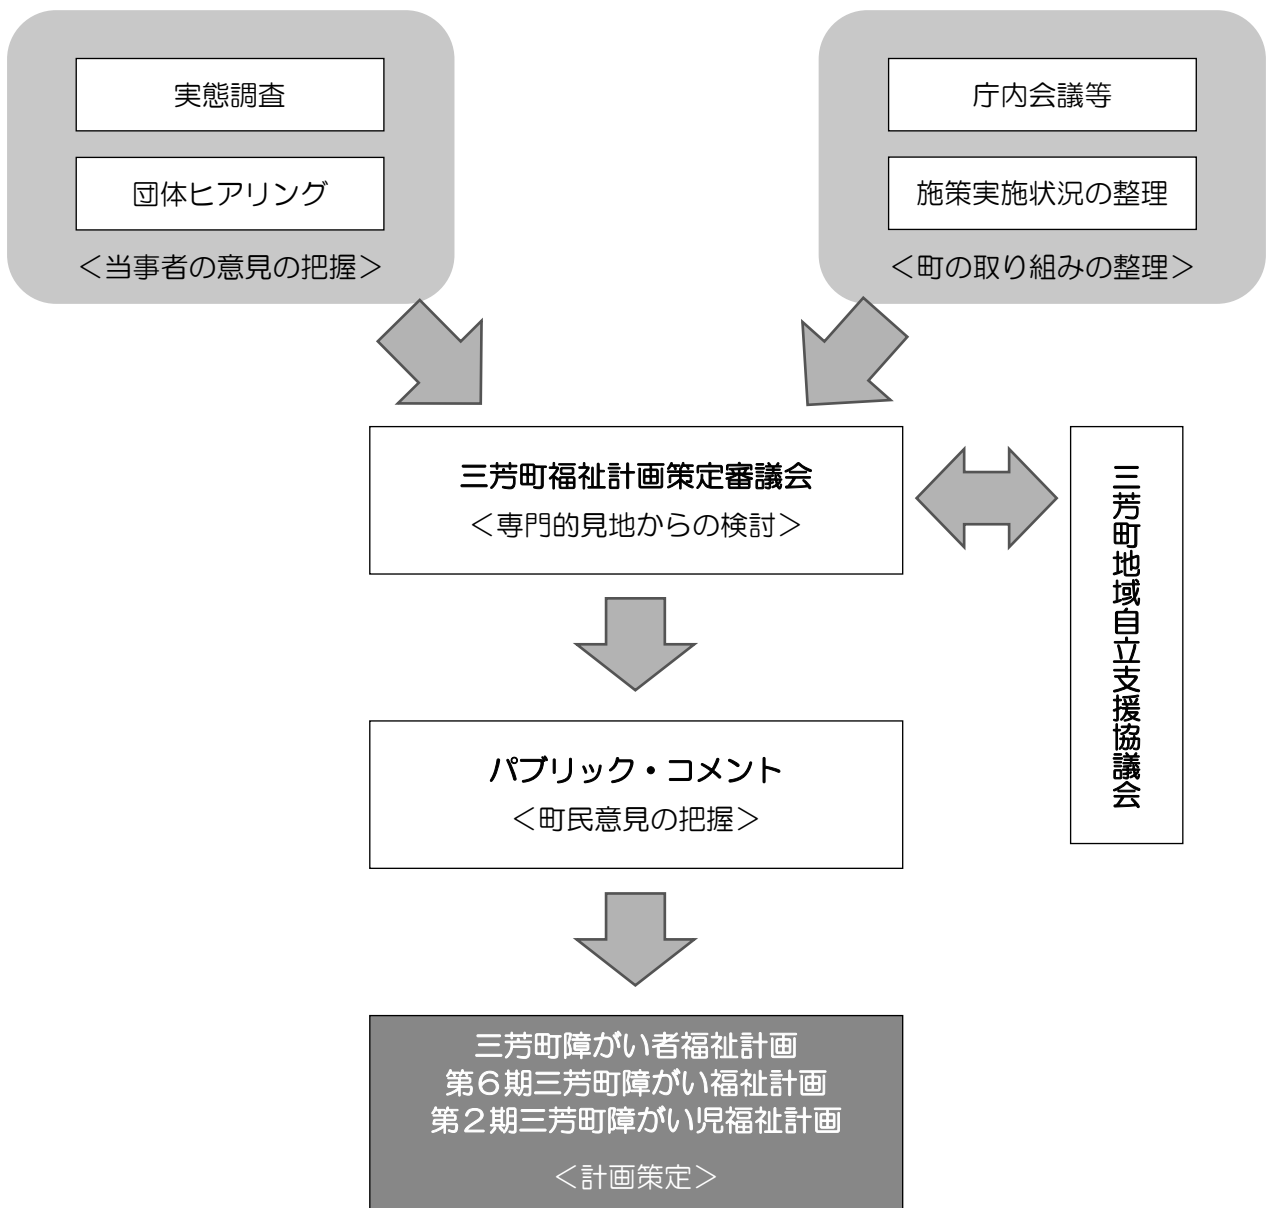 実態調査
団体ヒアリング
＜当事者の意見の把握＞
庁内会議等
施策実施状況の整理
＜町の取り組みの整理＞
三芳町福祉計画策定審議会
＜専門的見地からの検討＞
三芳町地域自立支援協議会
パブリック・コメント
＜町民意見の把握＞
三芳町障がい者福祉計画
第６期三芳町障がい福祉計画
第２期三芳町障がい児福祉計画
＜計画策定＞